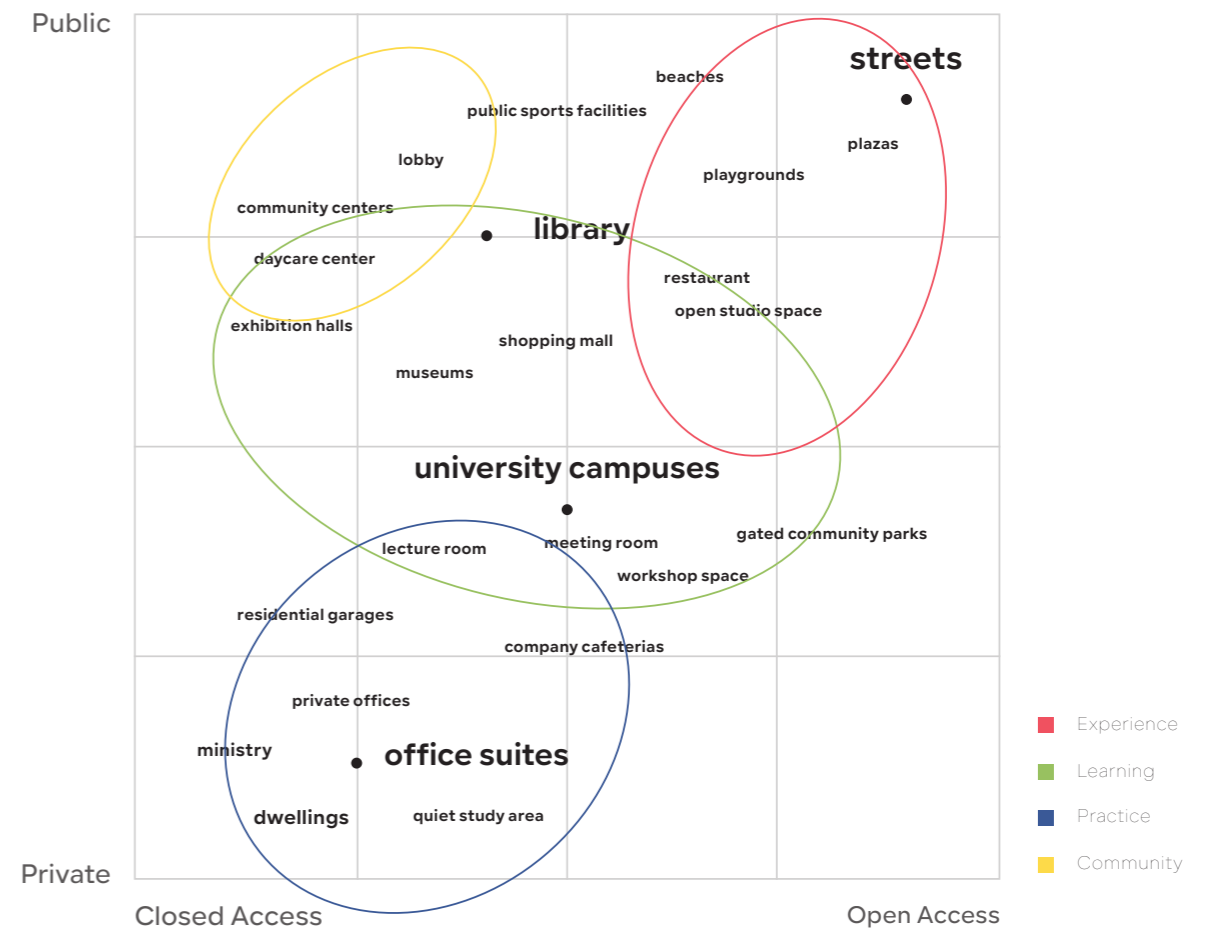 Public
streets
beaches
public sports facilities
plazas
lobby
playgrounds
community centers
library
daycare center
restaurant
open studio space
exhibition halls
shopping mall
museums
university campuses
gated community parks
meeting room
lecture room
workshop space
residential garages
company cafeterias
private offices
ministry
office suites
dwellings
quiet study area
Experience
Learning
Practice
Community
Private
Closed Access
Open Access